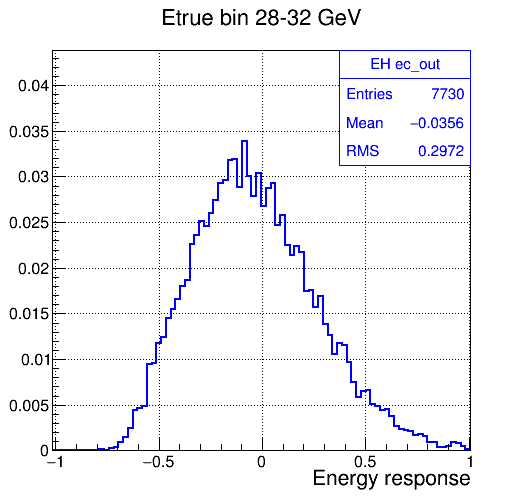 Etrue bin 28-32 GeV
EH ec_out
Entries 7730
Mean −0.0356
RMS 0.2972
0.04
0.035
0.03
0.025
0.02
0.015
0.01
0.005
0
−1 −0.5 0 0.5 1
Energy response